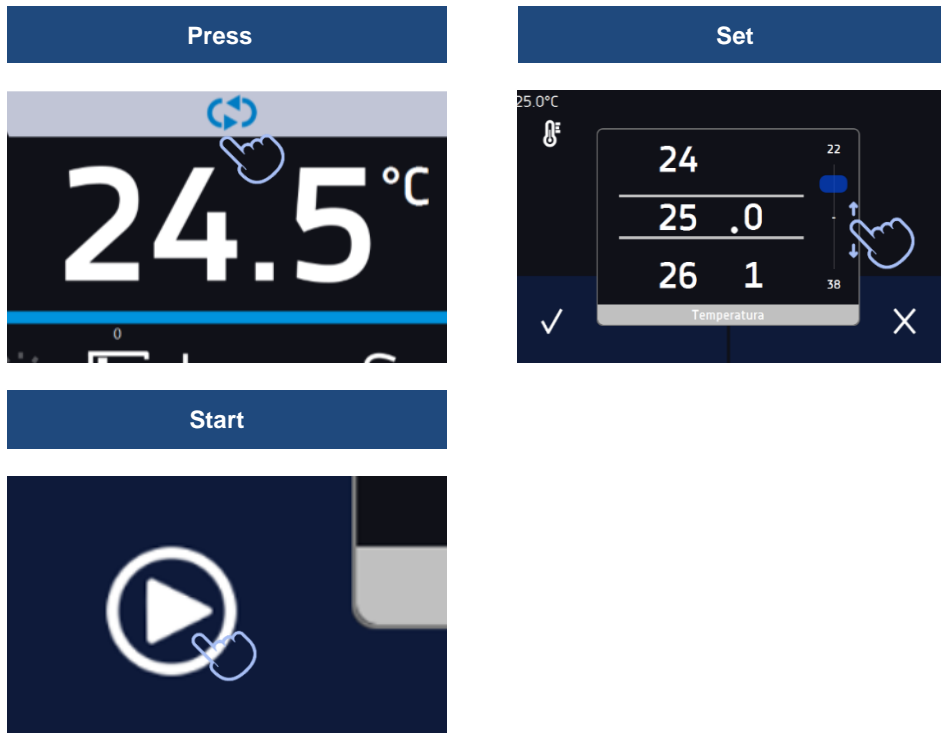 Press
Set
24.5°C
0
25.0°C
24
22
25 .0
-
26 1
38
Temperatura
Start